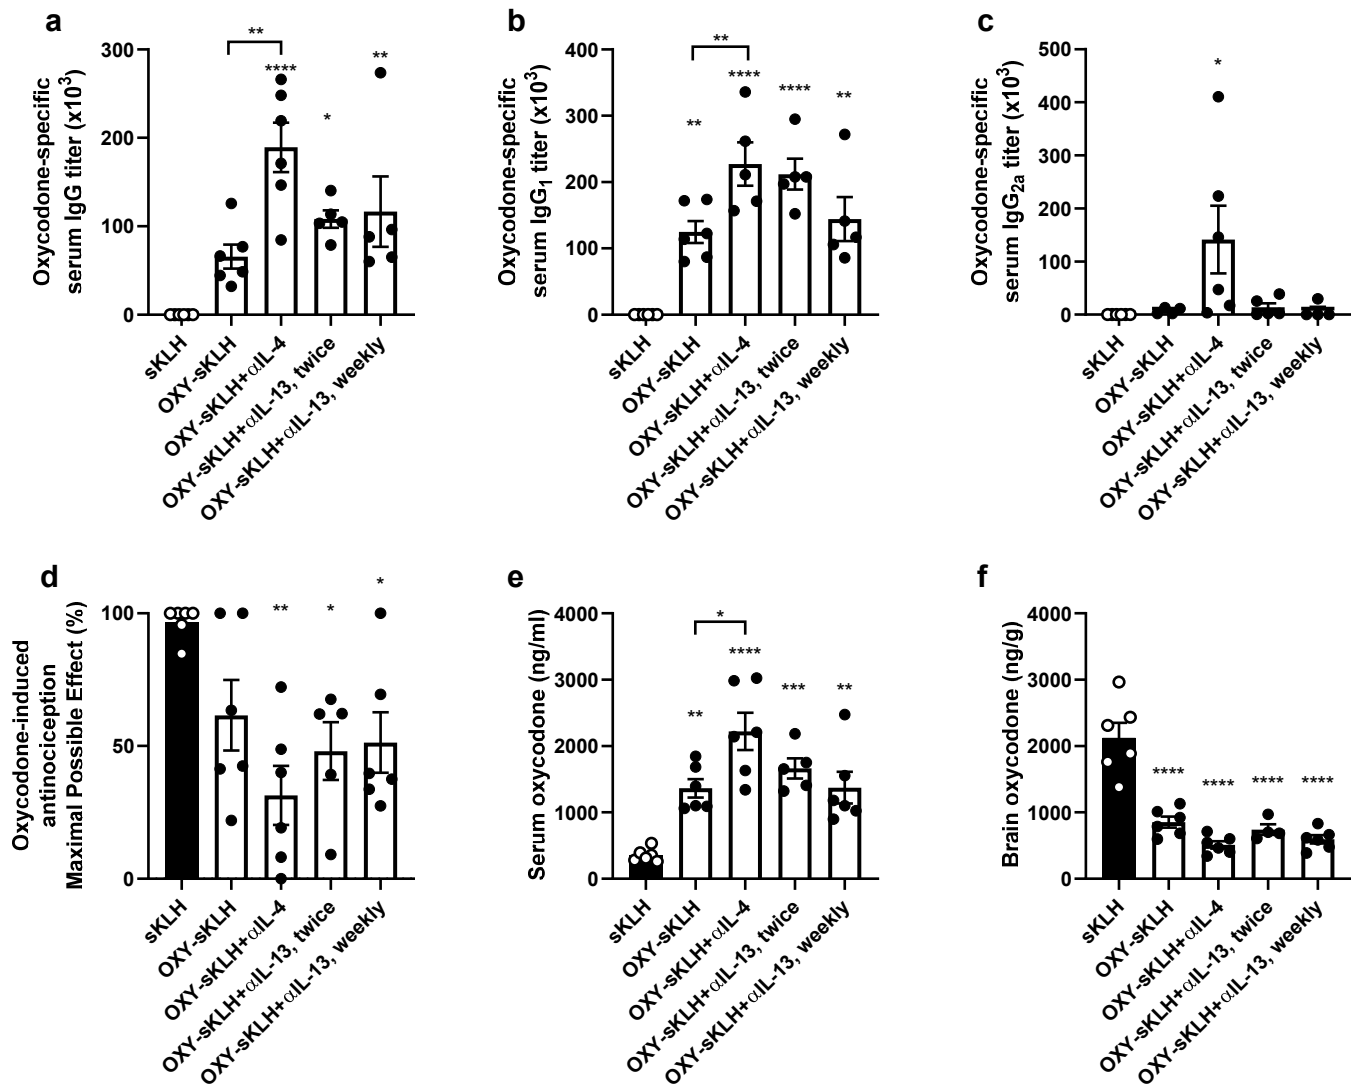 a
Oxycodone-specific
serum IgG titer (x10³)
300
200
100
0
**
****
*
**
sKLH
OXY-sKLH
OXY-sKLH+αIL-4
OXY-sKLH+αIL-13, twice
OXY-sKLH+αIL-13, weekly
b
Oxycodone-specific
serum IgG₁ titer (x10³)
400
300
200
100
0
**
**
****
****
**
sKLH
OXY-sKLH
OXY-sKLH+αIL-4
OXY-sKLH+αIL-13, twice
OXY-sKLH+αIL-13, weekly
c
Oxycodone-specific
serum IgG₂ₐ titer (x10³)
500
400
300
200
100
0
*
sKLH
OXY-sKLH
OXY-sKLH+αIL-4
OXY-sKLH+αIL-13, twice
OXY-sKLH+αIL-13, weekly
d
Oxycodone-induced
antinociception
Maximal Possible Effect (%)
100
50
0
**
*
*
sKLH
OXY-sKLH
OXY-sKLH+αIL-4
OXY-sKLH+αIL-13, twice
OXY-sKLH+αIL-13, weekly
e
Serum oxycodone (ng/ml)
4000
3000
2000
1000
0
*
**
****
***
**
sKLH
OXY-sKLH
OXY-sKLH+αIL-4
OXY-sKLH+αIL-13, twice
OXY-sKLH+αIL-13, weekly
f
Brain oxycodone (ng/g)
4000
3000
2000
1000
0
****
****
****
****
sKLH
OXY-sKLH
OXY-sKLH+αIL-4
OXY-sKLH+αIL-13, twice
OXY-sKLH+αIL-13, weekly